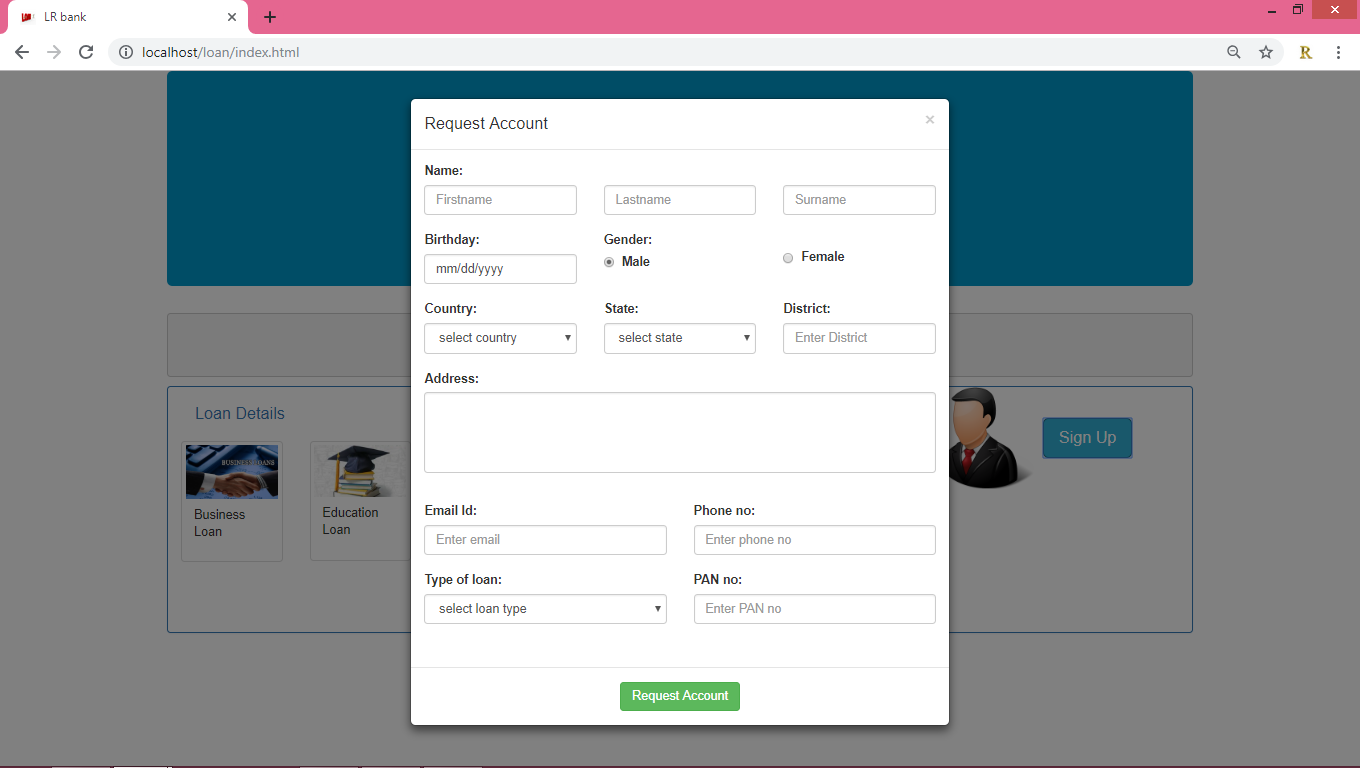 LR bank
localhost/loan/index.html
R
Request Account
×
Name:
Firstname
Lastname
Surname
Birthday:
Gender:
mm/dd/yyyy
Male
Female
Country:
State:
District:
select country
select state
Enter District
Address:
Email Id:
Phone no:
Enter email
Enter phone no
Type of loan:
PAN no:
select loan type
Enter PAN no
Request Account
Loan Details
BUSINESS LOANS
Business
Loan
Education
Loan
Sign Up